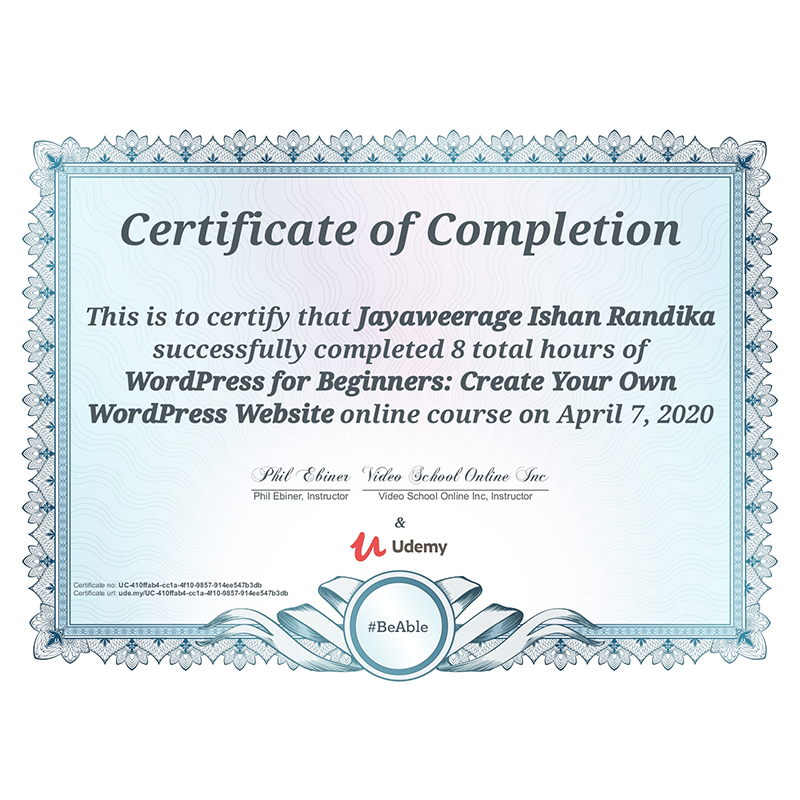 Certificate of Completion
This is to certify that Jayaweerage Ishan Randika
successfully completed 8 total hours of
WordPress for Beginners: Create Your Own
WordPress Website online course on April 7, 2020
Phil Ebiner Video School Online Inc
Phil Ebiner, Instructor Video School Online Inc, Instructor
&
Udemy
Certificate no: UC-410ffab4-cc1a-4f10-9857-914ee547b3db
Certificate url: ude.my/UC-410ffab4-cc1a-4f10-9857-914ee547b3db
#BeAble